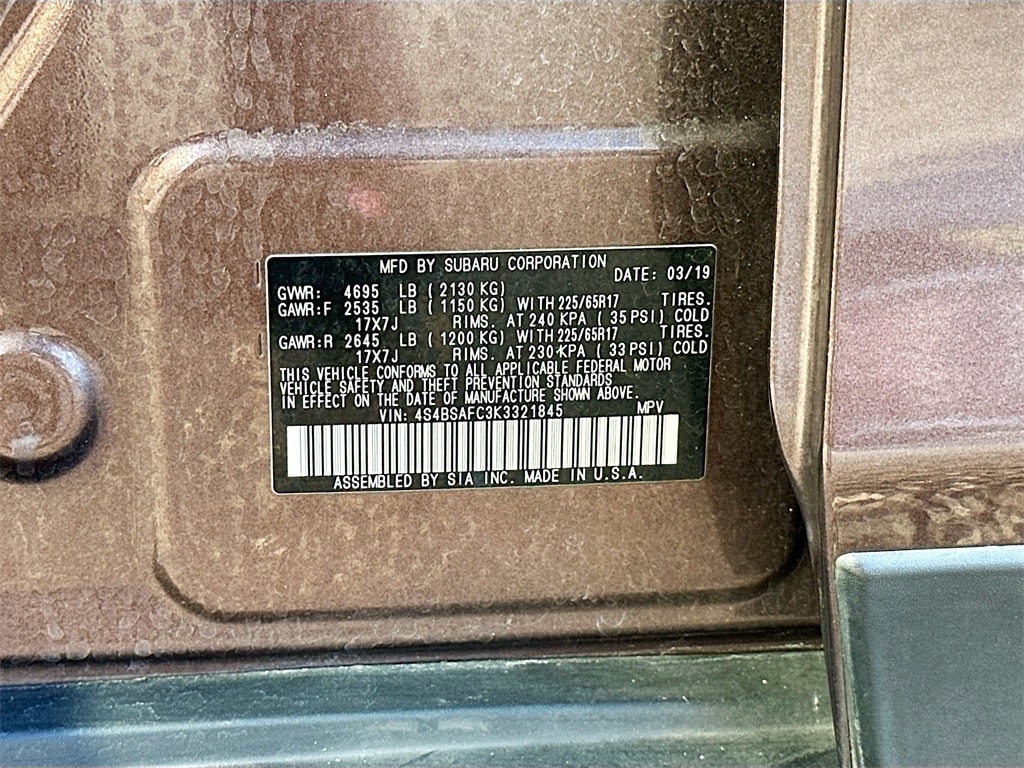 MFD BY SUBARU CORPORATION DATE: 03/19
GVWR: 4695 LB ( 2130 KG)
GAWR:F 2535 LB ( 1150 KG) WITH 225/65R17 TIRES.
17X7J RIMS. AT 240 KPA ( 35 PSI) COLD
GAWR:R 2645 LB ( 1200 KG) WITH 225/65R17 TIRES.
17X7J RIMS. AT 230 KPA ( 33 PSI) COLD
THIS VEHICLE CONFORMS TO ALL APPLICABLE FEDERAL MOTOR
VEHICLE SAFETY AND THEFT PREVENTION STANDARDS
IN EFFECT ON THE DATE OF MANUFACTURE SHOWN ABOVE.
VIN: 4S4BSAFC3K3321845 MPV
ASSEMBLED BY SIA INC. MADE IN U.S.A.